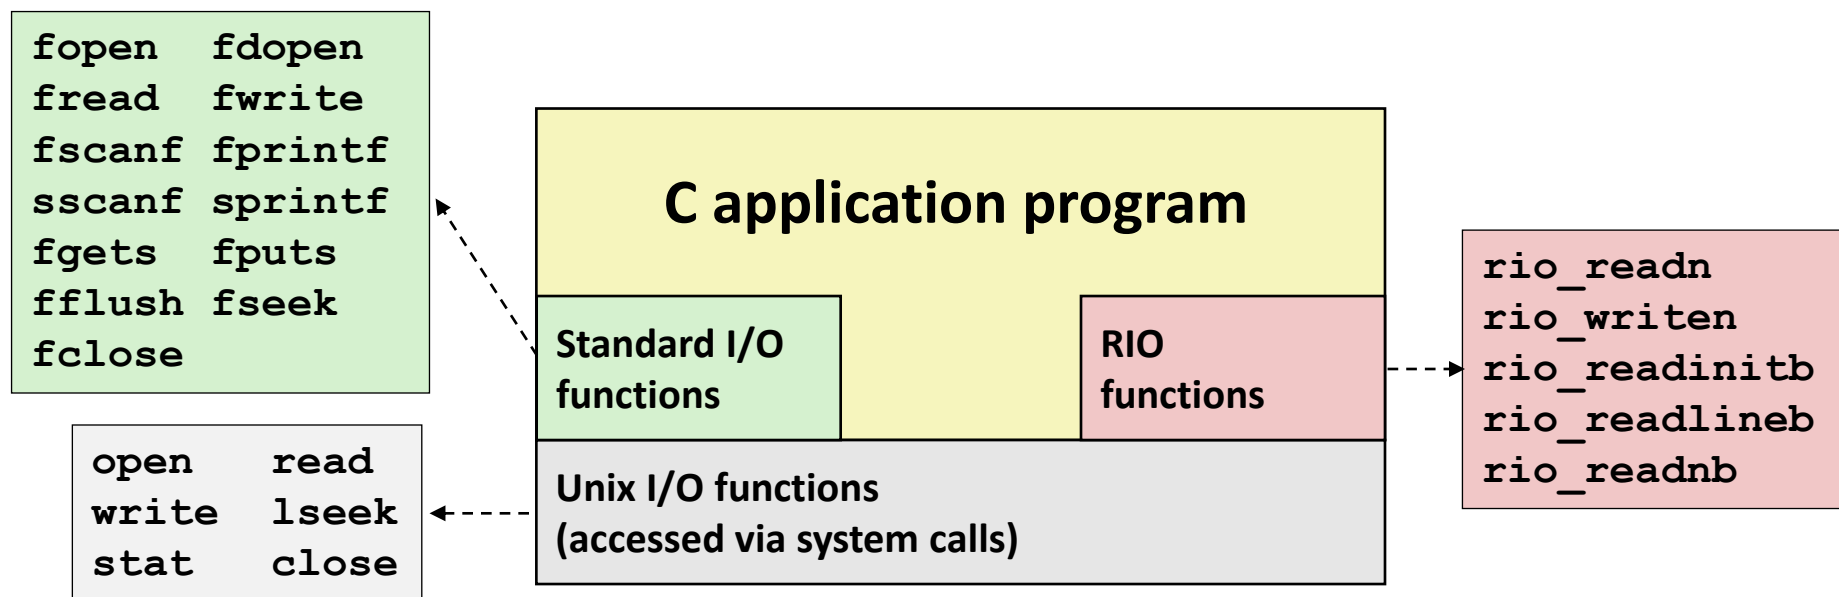 fopen fdopen
fread fwrite
fscanf fprintf
sscanf sprintf
fgets fputs
fflush fseek
fclose
C application program
Standard I/O
functions
RIO
functions
rio_readn
rio_writen
rio_readinitb
rio_readlineb
rio_readnb
open read
write lseek
stat close
Unix I/O functions
(accessed via system calls)